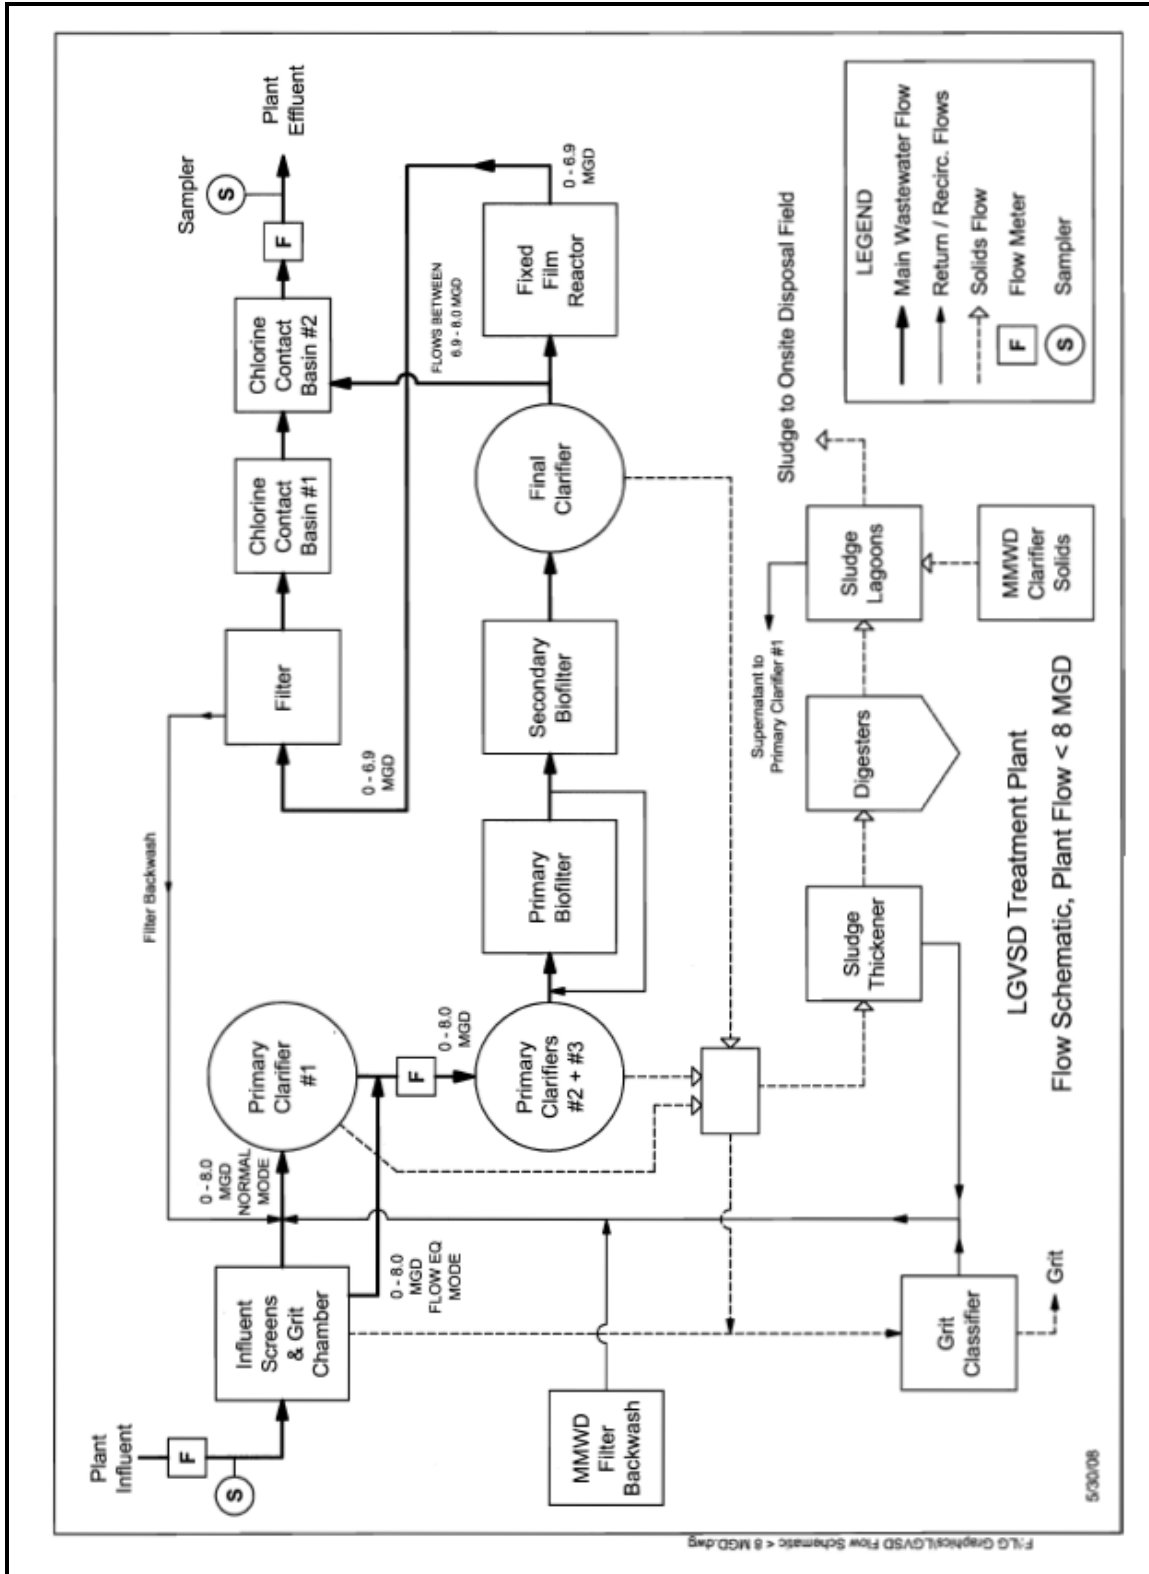 Plant
Influent
F
S
Influent
Screens
& Grit
Chamber
0 - 8.0
MGD
NORMAL
MODE
0 - 8.0
MGD
FLOW EQ
MODE
Primary
Clarifier
#1
F
0 - 8.0
MGD
Primary
Clarifiers
#2 + #3
Primary
Biofilter
Secondary
Biofilter
Final
Clarifier
Fixed
Film
Reactor
0 - 6.9
MGD
FLOWS BETWEEN
6.9 - 8.0 MGD
0 - 6.9
MGD
Filter
Filter Backwash
Chlorine
Contact
Basin #1
Chlorine
Contact
Basin #2
F
S
Sampler
Plant
Effluent
MMWD
Filter
Backwash
Grit
Classifier
Grit
Sludge
Thickener
Digesters
Sludge
Lagoons
Supernatant to
Primary Clarifier #1
Sludge to Onsite Disposal Field
MMWD
Clarifier
Solids
LEGEND
Main Wastewater Flow
Return / Recirc. Flows
Solids Flow
F
Flow Meter
S
Sampler
LGVSD Treatment Plant
Flow Schematic, Plant Flow < 8 MGD
5/30/08
F:\LG Graphics\LGVSD Flow Schematic < 8 MGD.dwg